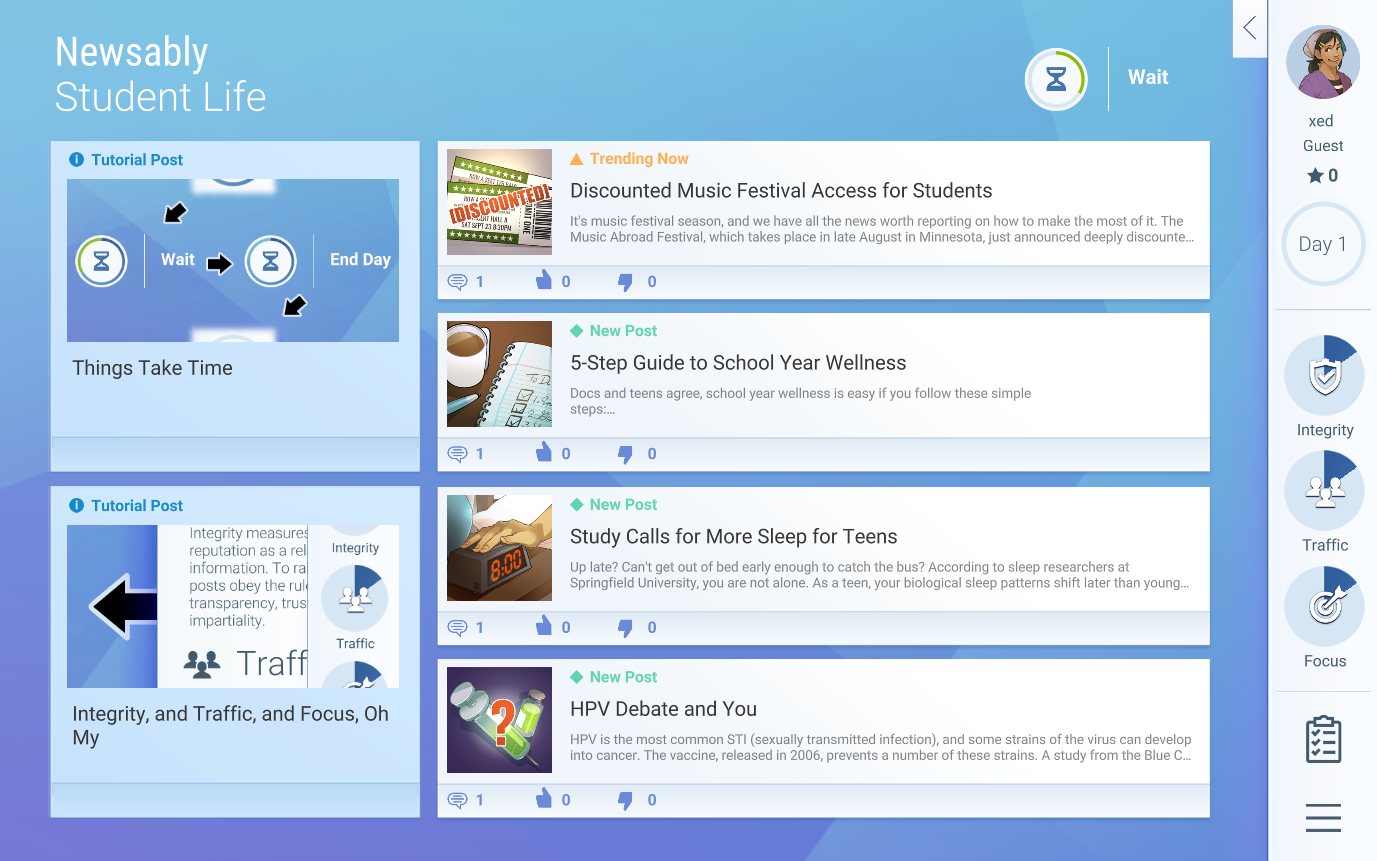 Newsably
Student Life
Wait
Tutorial Post
Wait
End Day
Things Take Time
Tutorial Post
Integrity measures
reputation as a rel
information. To ra
posts obey the rul
transparency, trus
impartiality.
Traff
Integrity
Traffic
Integrity, and Traffic, and Focus, Oh
My
[DISCOUNTED]
SAT SEPT 23 8:30PM
Trending Now
Discounted Music Festival Access for Students
It's music festival season, and we have all the news worth reporting on how to make the most of it. The
Music Abroad Festival, which takes place in late August in Minnesota, just announced deeply discounte...
1 0 0
New Post
5-Step Guide to School Year Wellness
Docs and teens agree, school year wellness is easy if you follow these simple
steps:...
1 0 0
8:00
New Post
Study Calls for More Sleep for Teens
Up late? Can't get out of bed early enough to catch the bus? According to sleep researchers at
Springfield University, you are not alone. As a teen, your biological sleep patterns shift later than young...
1 0 0
?
New Post
HPV Debate and You
HPV is the most common STI (sexually transmitted infection), and some strains of the virus can develop
into cancer. The vaccine, released in 2006, prevents a number of these strains. A study from the Blue C...
1 0 0
xed
Guest
0
Day 1
Integrity
Traffic
Focus